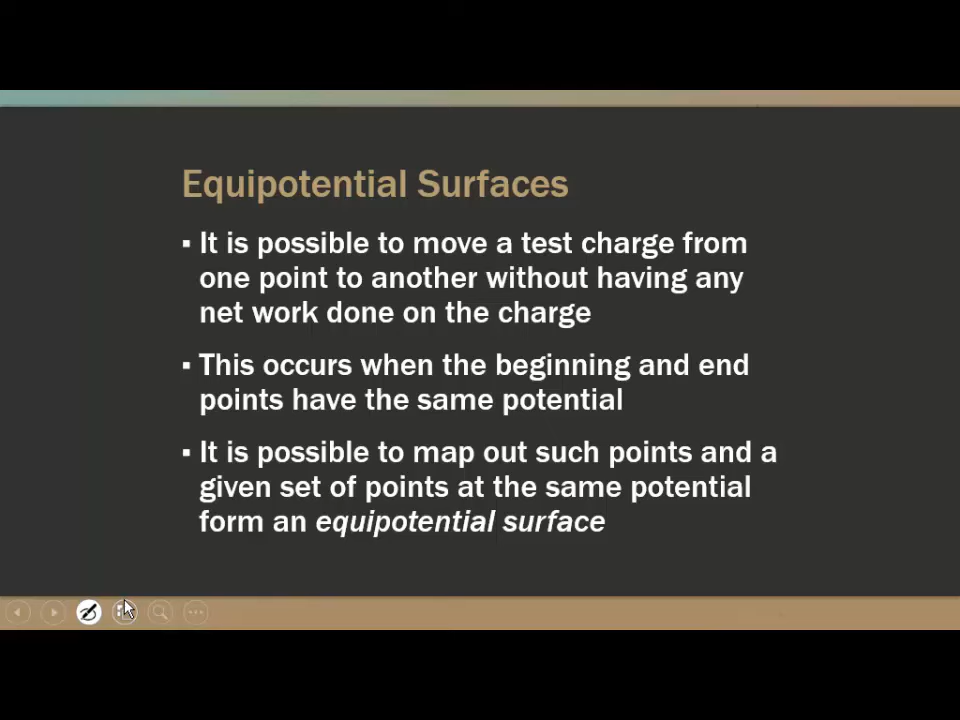 Equipotential Surfaces
▪ It is possible to move a test charge from
one point to another without having any
net work done on the charge
▪ This occurs when the beginning and end
points have the same potential
▪ It is possible to map out such points and a
given set of points at the same potential
form an equipotential surface